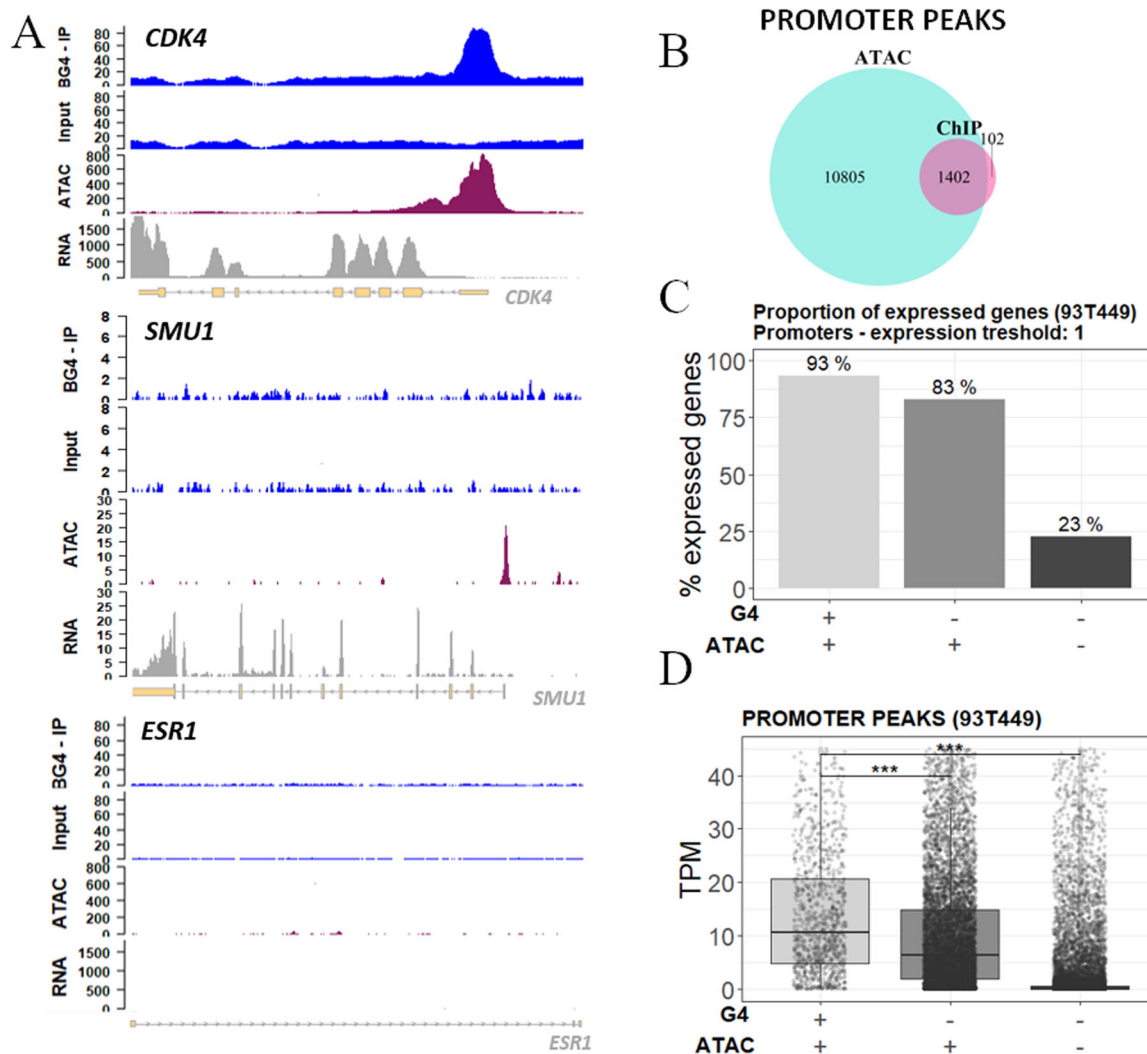 A
CDK4
BG4 - IP
80
60
40
20
0
Input
80
60
40
20
0
ATAC
800
600
400
200
0
RNA
1500
1000
500
0
CDK4
SMU1
BG4 - IP
8
6
4
2
0
Input
8
6
4
2
0
ATAC
30
25
20
15
10
5
0
RNA
30
25
20
15
10
5
0
SMU1
ESR1
BG4 - IP
80
60
40
20
0
Input
80
60
40
20
0
ATAC
800
600
400
200
0
RNA
1500
1000
500
0
ESR1
B
PROMOTER PEAKS
ATAC
ChIP
102
10805
1402
C
Proportion of expressed genes (93T449)
Promoters - expression treshold: 1
% expressed genes
100
75
50
25
0
93 %
83 %
23 %
G4 + - -
ATAC + + -
D
PROMOTER PEAKS (93T449)
TPM
40
30
20
10
0
***
***
G4 + - -
ATAC + + -